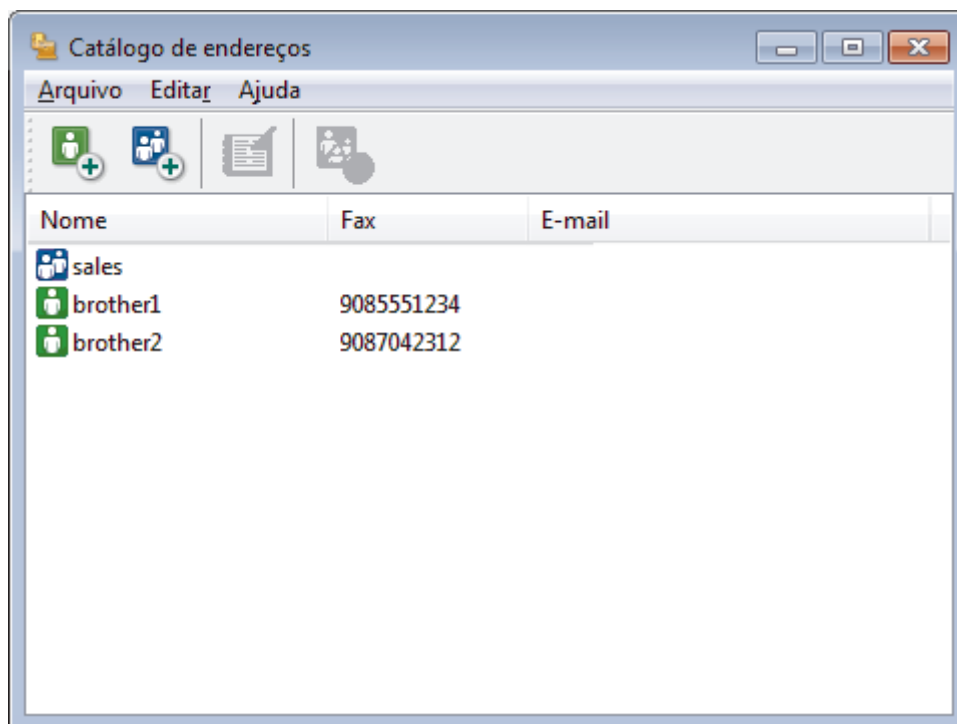 Catálogo de endereços
Arquivo Editar Ajuda
Nome Fax E-mail
sales
brother1 9085551234
brother2 9087042312